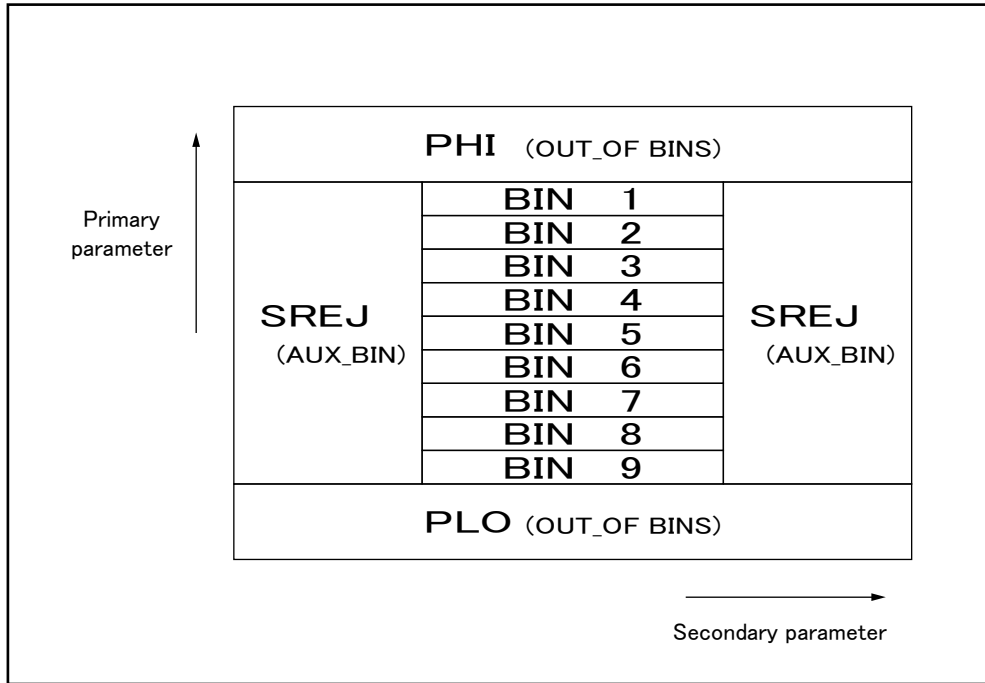 PHI (OUT_OF BINS)
Primary
parameter
BIN 1
BIN 2
BIN 3
BIN 4
BIN 5
BIN 6
BIN 7
BIN 8
BIN 9
SREJ
(AUX_BIN)
SREJ
(AUX_BIN)
PLO (OUT_OF BINS)
Secondary parameter